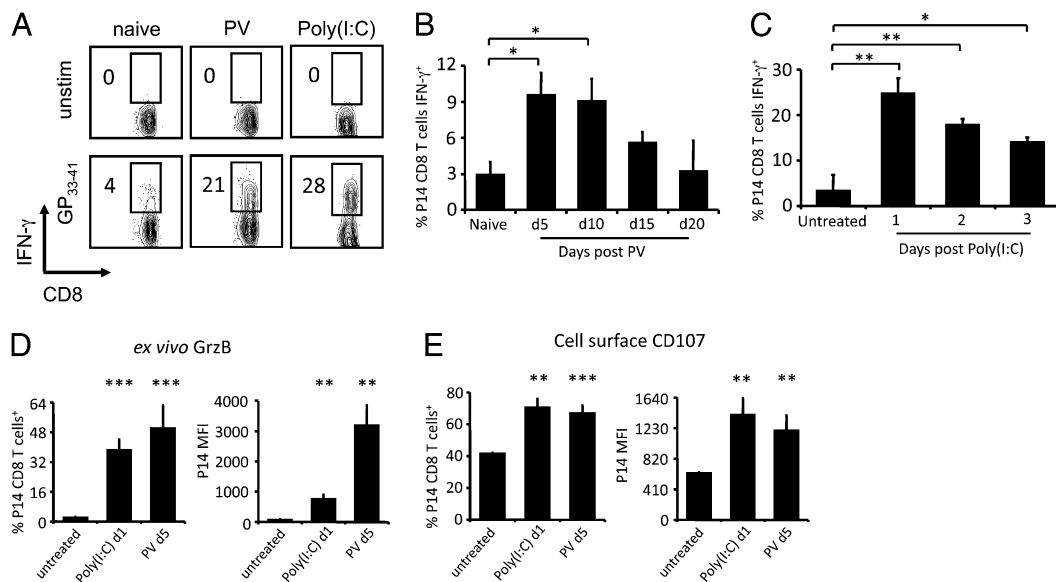 A
naive PV Poly(I:C)
unstim
0 0 0
GP33-41
4 21 28
IFN-γ
CD8
B
* *
% P14 CD8 T cells IFN-γ+
12
9
6
3
0
Naive d5 d10 d15 d20
Days post PV
C
*
**
**
% P14 CD8 T cells IFN-γ+
30
20
10
0
Untreated 1 2 3
Days post Poly(I:C)
D
ex vivo GrzB
*** ***
% P14 CD8 T cells+
64
48
32
16
0
untreated Poly(I:C) d1 PV d5
** **
P14 MFI
4000
3000
2000
1000
0
untreated Poly(I:C) d1 PV d5
E
Cell surface CD107
** ***
% P14 CD8 T cells+
80
60
40
20
0
untreated Poly(I:C) d1 PV d5
** **
P14 MFI
1640
1230
820
410
0
untreated Poly(I:C) d1 PV d5